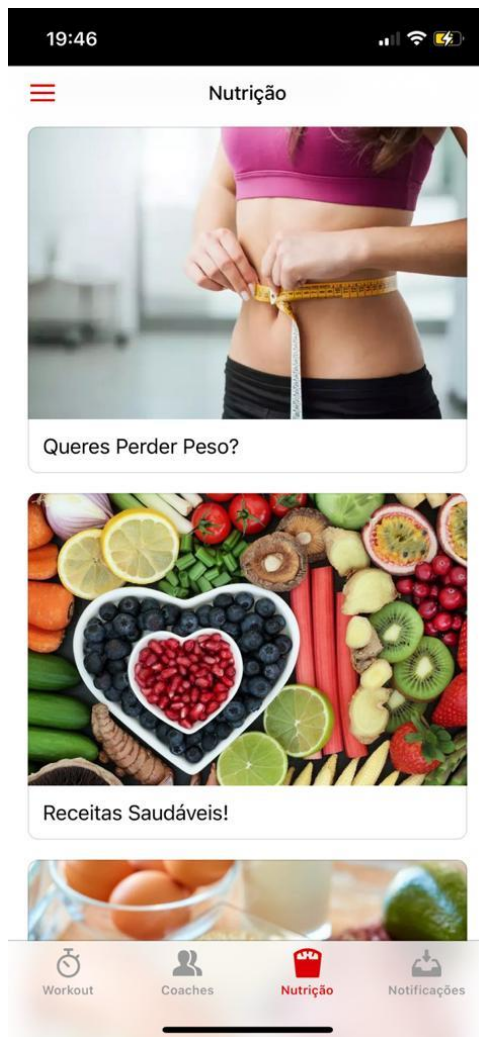 19:46
Nutrição
Queres Perder Peso?
Receitas Saudáveis!
Workout
Coaches
Nutrição
Notificações